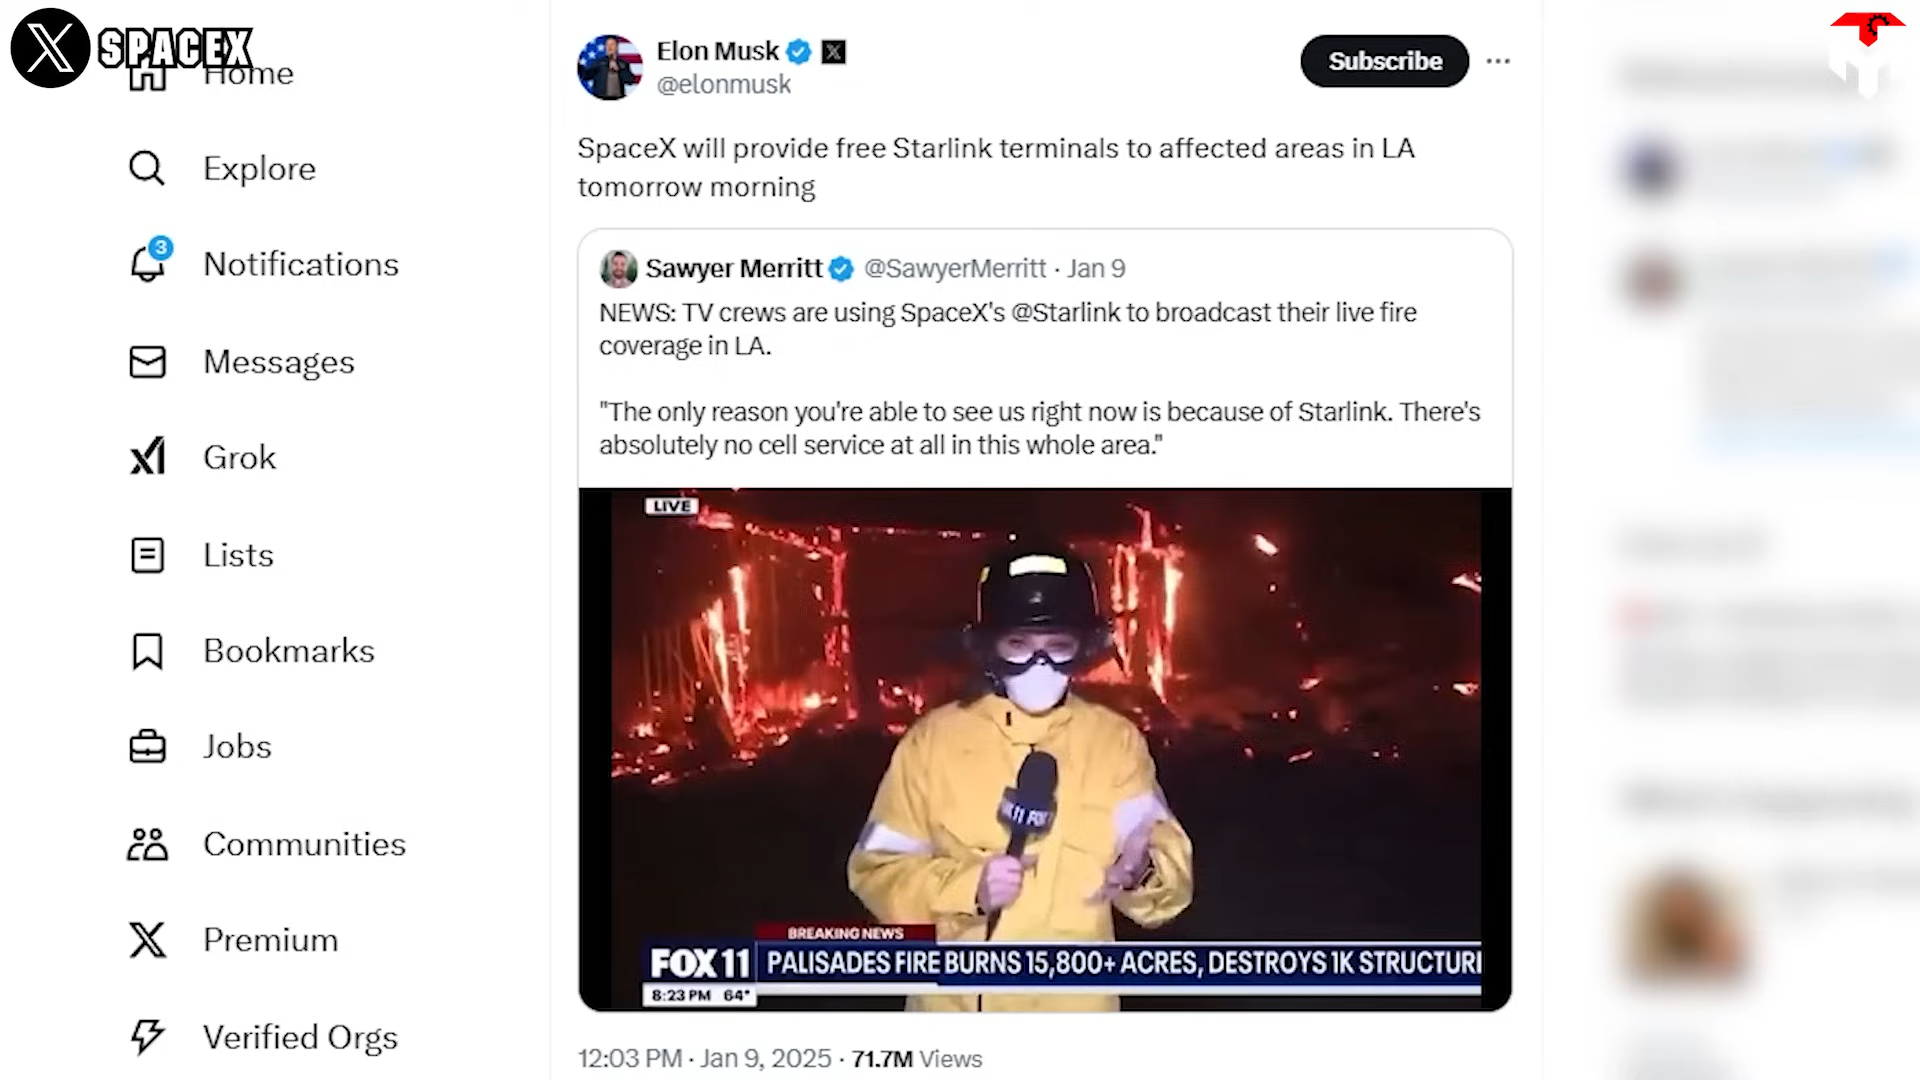 SPACEX
Home
Explore
3
Notifications
Messages
Grok
Lists
Bookmarks
Jobs
Communities
Premium
Verified Orgs
Elon Musk
@elonmusk
Subscribe
SpaceX will provide free Starlink terminals to affected areas in LA
tomorrow morning
Sawyer Merritt @SawyerMerritt · Jan 9
NEWS: TV crews are using SpaceX's @Starlink to broadcast their live fire
coverage in LA.
"The only reason you're able to see us right now is because of Starlink. There's
absolutely no cell service at all in this whole area."
LIVE
11 FOX
BREAKING NEWS
FOX 11
PALISADES FIRE BURNS 15,800+ ACRES, DESTROYS 1K STRUCTURE
8:23 PM 64°
12:03 PM · Jan 9, 2025 · 71.7M Views